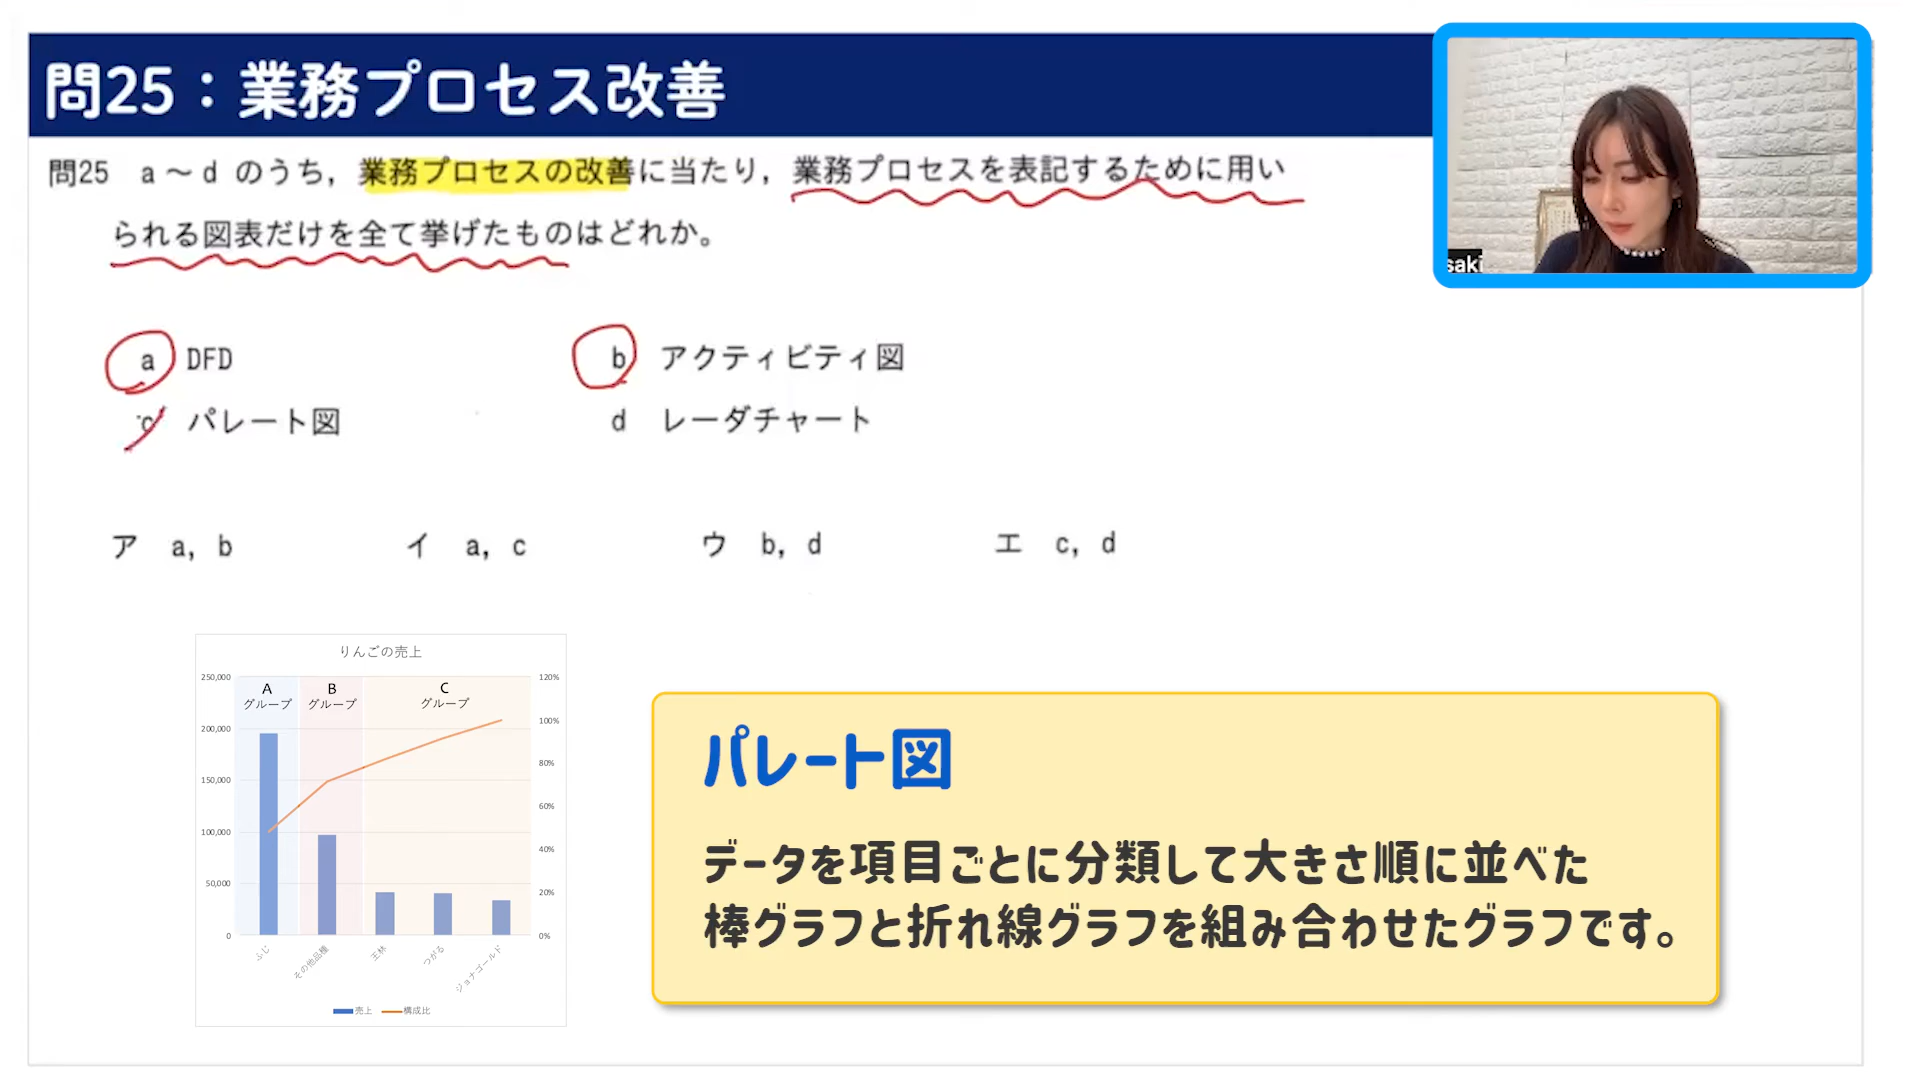 問25：業務プロセス改善
問25　a～d のうち，業務プロセスの改善に当たり，業務プロセスを表記するために用い
られる図表だけを全て挙げたものはどれか。
a　DFD　　b　アクティビティ図
c　パレート図　　d　レーダチャート
ア　a, b　　イ　a, c　　ウ　b, d　　エ　c, d
saki
りんごの売上
A
グループ
B
グループ
C
グループ
250,000
200,000
150,000
100,000
50,000
0
120%
100%
80%
60%
40%
20%
0%
ふじ
その他品種
王林
つがる
ジョナゴールド
売上　構成比
パレート図
データを項目ごとに分類して大きさ順に並べた
棒グラフと折れ線グラフを組み合わせたグラフです。